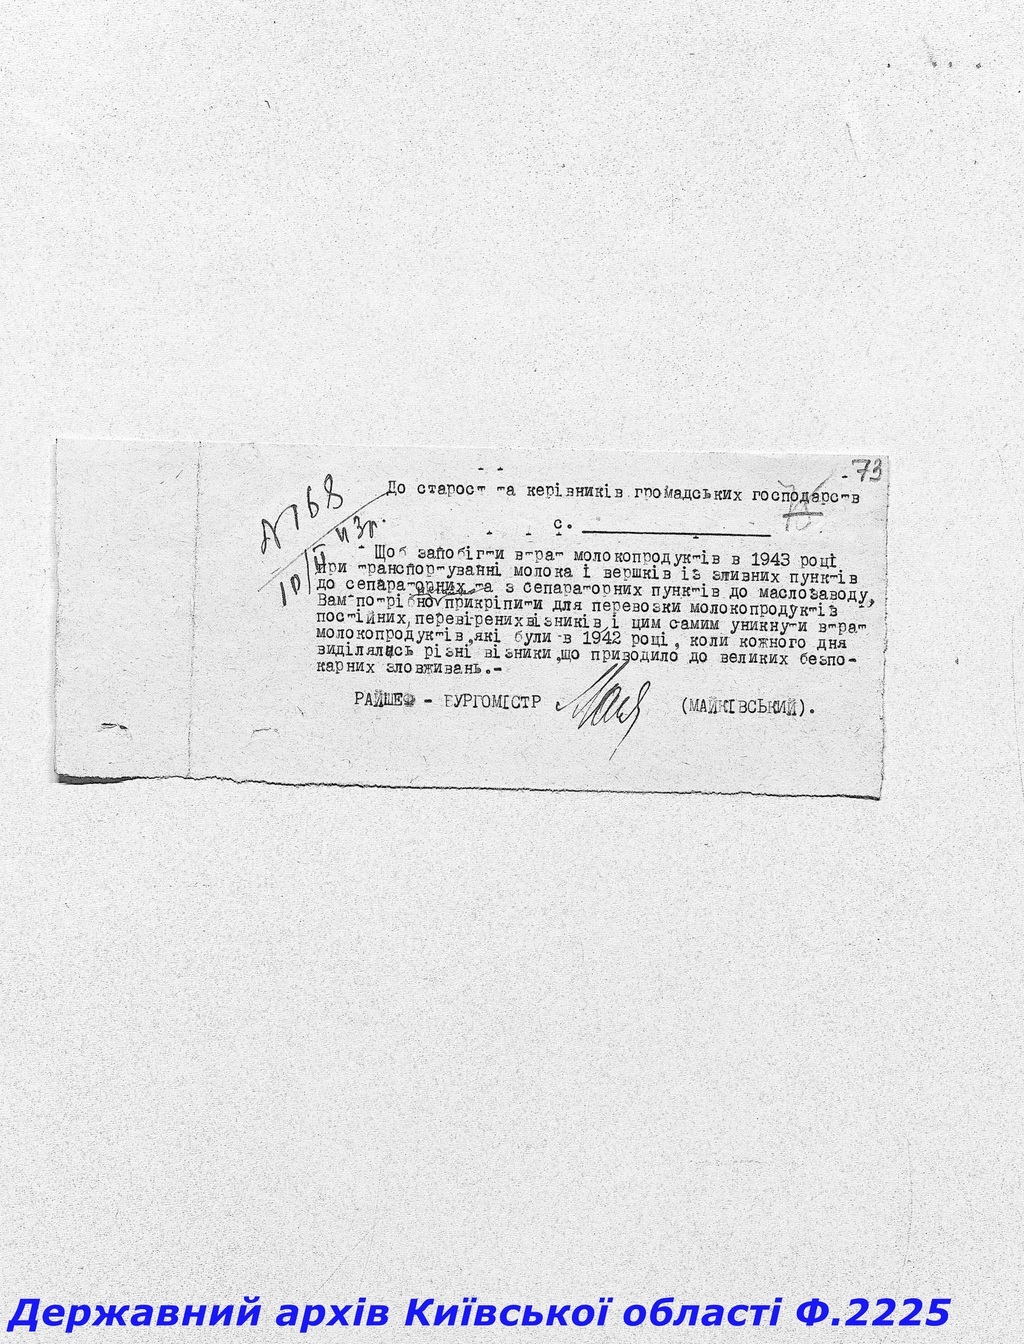 - 73
До старост та керівників громадських господарств
№ 168
10/II 43р.
с. ____________
Щоб запобігти втрат молокопродуктів в 1943 році
при транспортуванні молока і вершків із зливних пунктів
до сепараторних та з сепараторних пунктів до маслозаводу,
Вам потрібно прикріпити для перевозки молокопродуктів
постійних, перевірених візників, і цим самим уникнути втрат
молокопродуктів, які були в 1942 році, коли кожного дня
виділялись різні візники, що приводило до великих безпо-
карних зловживань.-
РАЙШЕФ - БУРГОМІСТР (МАЙКІВСЬКИЙ).
Державний архів Київської області Ф.2225